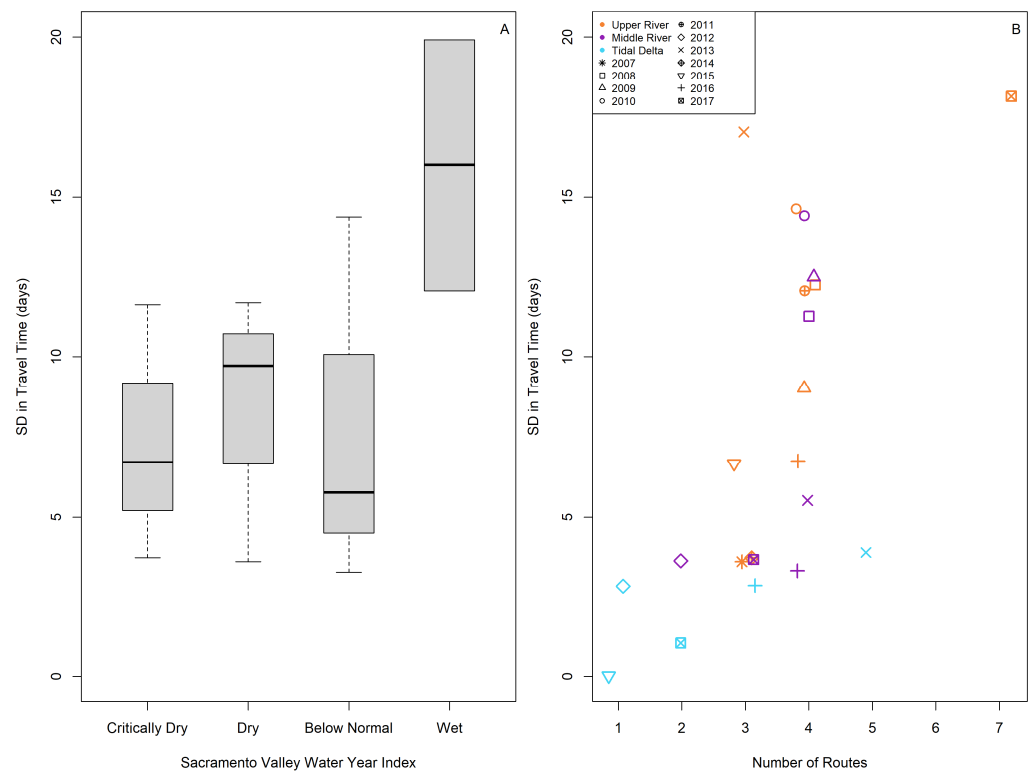 A
20
15
10
5
0
SD in Travel Time (days)
Critically Dry Dry Below Normal Wet
Sacramento Valley Water Year Index
B
Upper River 2011
Middle River 2012
Tidal Delta 2013
2007 2014
2008 2015
2009 2016
2010 2017
20
15
10
5
0
SD in Travel Time (days)
1 2 3 4 5 6 7
Number of Routes